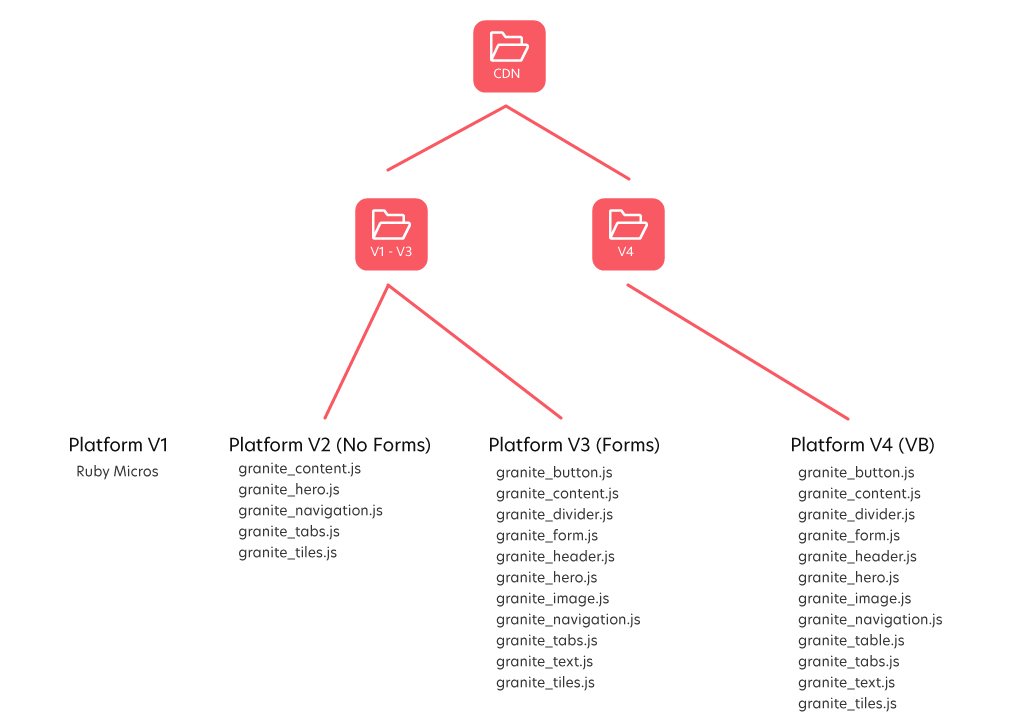 CDN
V1 - V3
V4
Platform V1
Ruby Micros
Platform V2 (No Forms)
granite_content.js
granite_hero.js
granite_navigation.js
granite_tabs.js
granite_tiles.js
Platform V3 (Forms)
granite_button.js
granite_content.js
granite_divider.js
granite_form.js
granite_header.js
granite_hero.js
granite_image.js
granite_navigation.js
granite_tabs.js
granite_text.js
granite_tiles.js
Platform V4 (VB)
granite_button.js
granite_content.js
granite_divider.js
granite_form.js
granite_header.js
granite_hero.js
granite_image.js
granite_navigation.js
granite_table.js
granite_tabs.js
granite_text.js
granite_tiles.js